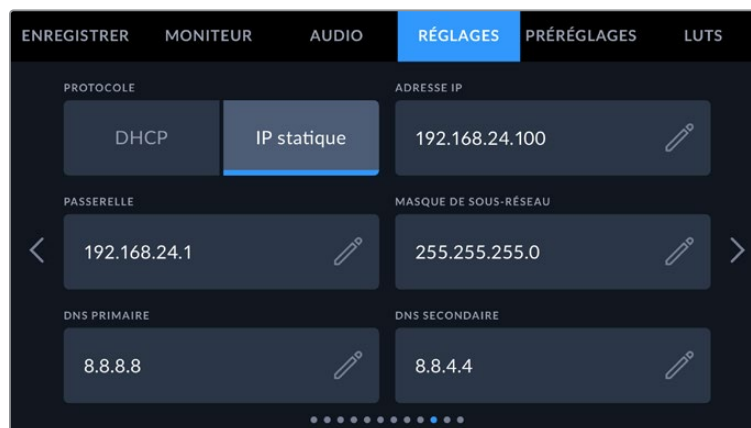 ENREGISTRER MONITEUR AUDIO RÉGLAGES PRÉRÉGLAGES LUTS
PROTOCOLE ADRESSE IP
DHCP IP statique 192.168.24.100
PASSERELLE MASQUE DE SOUS-RÉSEAU
192.168.24.1 255.255.255.0
DNS PRIMAIRE DNS SECONDAIRE
8.8.8.8 8.8.4.4